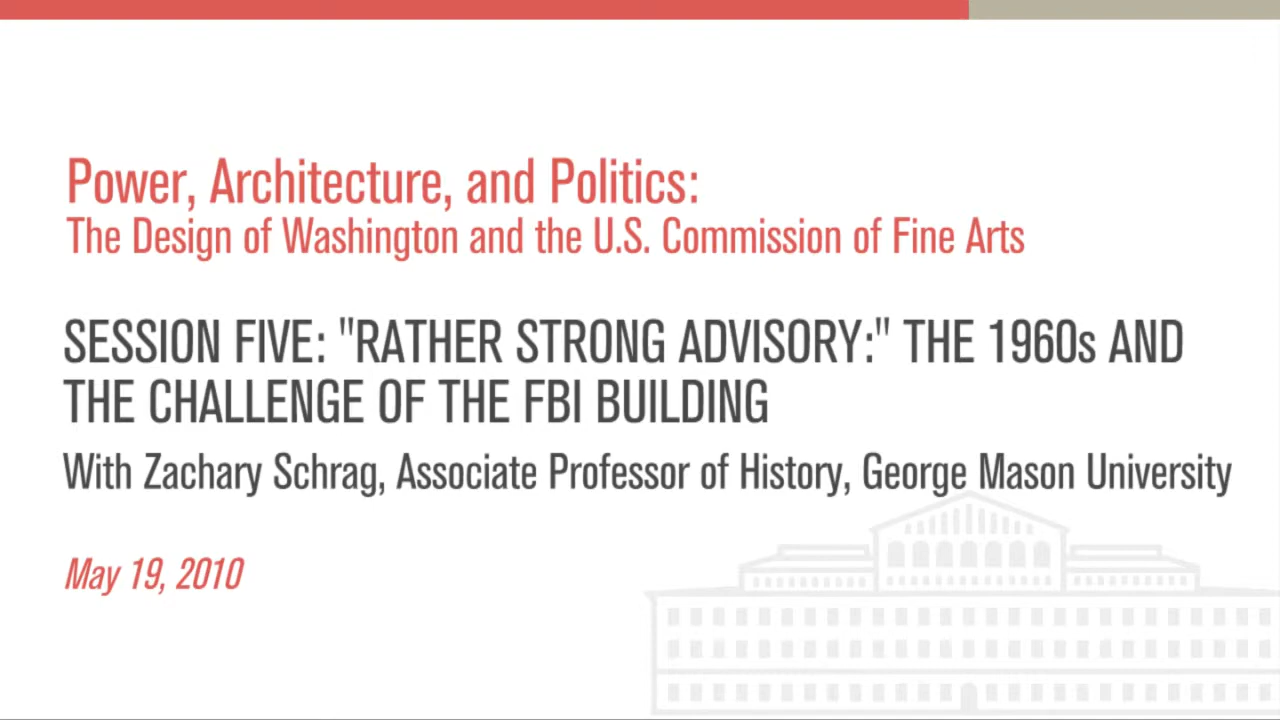 Power, Architecture, and Politics:
The Design of Washington and the U.S. Commission of Fine Arts
SESSION FIVE: "RATHER STRONG ADVISORY:" THE 1960s AND
THE CHALLENGE OF THE FBI BUILDING
With Zachary Schrag, Associate Professor of History, George Mason University
May 19, 2010